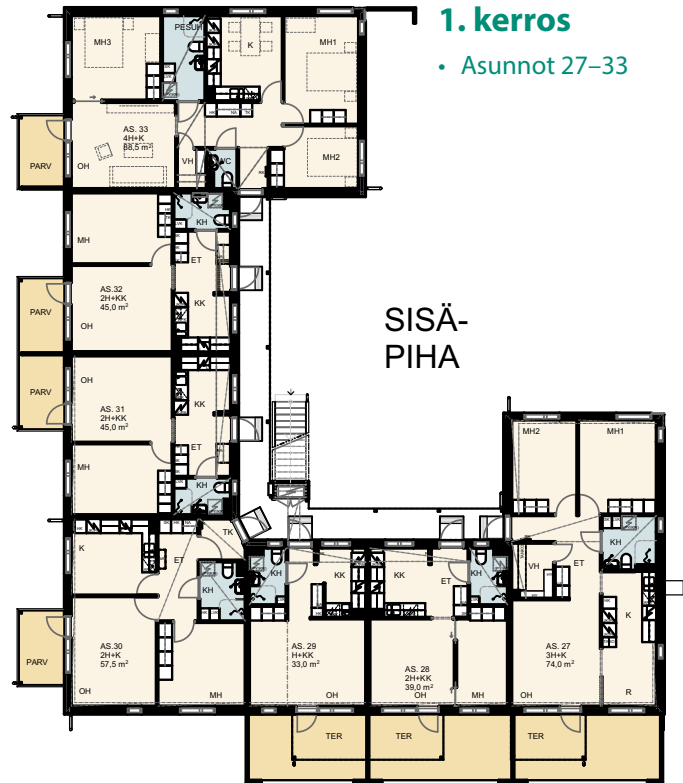 1. kerros
• Asunnot 27–33
MH3
PESUH
K
MH1
AS. 33
4H+K
88,5 m²
PARV
OH
VH
WC
MH2
MH
KH
ET
AS.32
2H+KK
45,0 m²
KK
PARV
OH
SISÄ-
PIHA
PARV
OH
AS. 31
2H+KK
45,0 m²
KK
ET
MH
KH
MH2
MH1
K
ET
TK
KH
KH
KK
KK
ET
KH
VH
ET
KH
K
AS.30
2H+K
57,5 m²
PARV
OH
MH
AS. 29
H+KK
33,0 m²
OH
AS. 28
2H+KK
39,0 m²
OH
MH
AS. 27
3H+K
74,0 m²
OH
R
TER
TER
TER